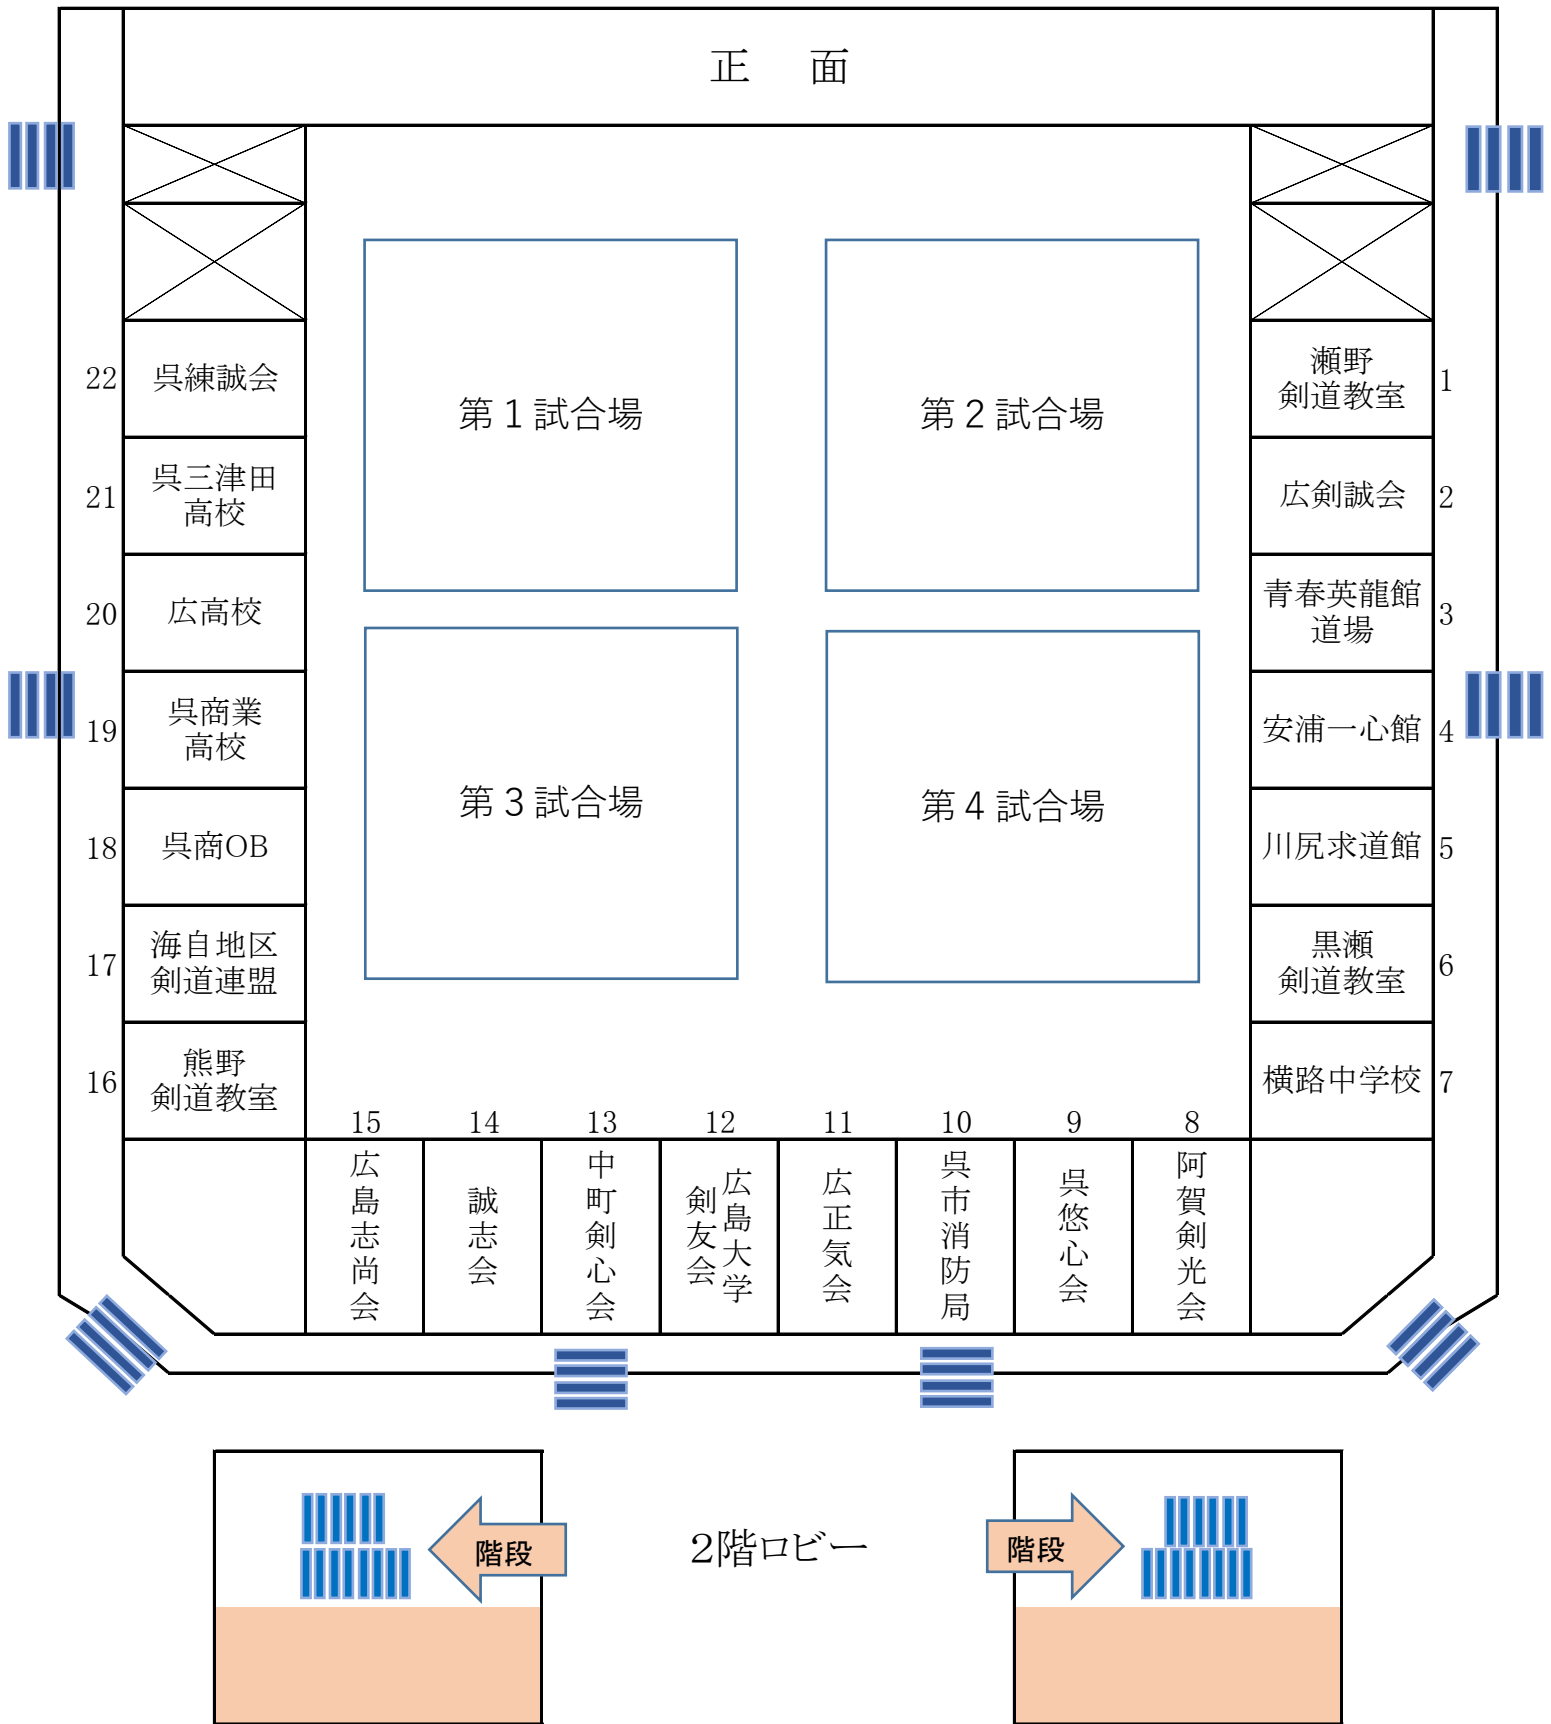 正　面
22
呉練誠会
21
呉三津田
高校
20
広高校
19
呉商業
高校
18
呉商OB
17
海自地区
剣道連盟
16
熊野
剣道教室
第１試合場
第２試合場
第３試合場
第４試合場
瀬野
剣道教室
1
広剣誠会
2
青春英龍館
道場
3
安浦一心館
4
川尻求道館
5
黒瀬
剣道教室
6
横路中学校
7
15
14
13
12
11
10
9
8
広島志尚会
誠志会
中町剣心会
広島大学
剣友会
広正気会
呉市消防局
呉悠心会
阿賀剣光会
階段
２階ロビー
階段